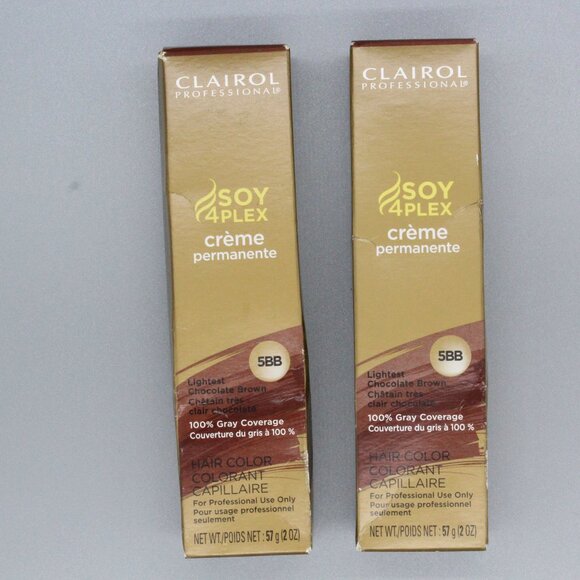 CLAIROL
PROFESSIONAL®
SOY
4PLEX
crème
permanente
5BB
Lightest
Chocolate Brown
Châtain très
clair chocolate
100% Gray Coverage
Couverture du gris à 100 %
HAIR COLOR
COLORANT
CAPILLAIRE
For Professional Use Only
Pour usage professionnel
seulement
NET WT/POIDS NET : 57 g (2 OZ)
CLAIROL
PROFESSIONAL®
SOY
4PLEX
crème
permanente
5BB
Lightest
Chocolate Brown
Châtain très
clair chocolate
100% Gray Coverage
Couverture du gris à 100 %
HAIR COLOR
COLORANT
CAPILLAIRE
For Professional Use Only
Pour usage professionnel
seulement
NET WT/POIDS NET : 57 g (2 OZ)